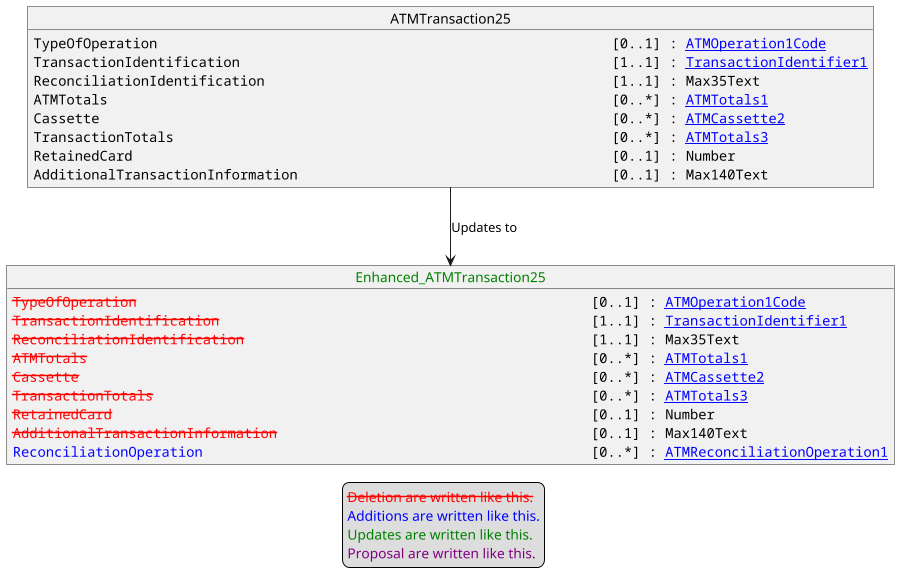 ATMTransaction25
TypeOfOperation [0..1] : ATMOperation1Code
TransactionIdentification [1..1] : TransactionIdentifier1
ReconciliationIdentification [1..1] : Max35Text
ATMTotals [0..*] : ATMTotals1
Cassette [0..*] : ATMCassette2
TransactionTotals [0..*] : ATMTotals3
RetainedCard [0..1] : Number
AdditionalTransactionInformation [0..1] : Max140Text
Updates to
Enhanced_ATMTransaction25
TypeOfOperation [0..1] : ATMOperation1Code
TransactionIdentification [1..1] : TransactionIdentifier1
ReconciliationIdentification [1..1] : Max35Text
ATMTotals [0..*] : ATMTotals1
Cassette [0..*] : ATMCassette2
TransactionTotals [0..*] : ATMTotals3
RetainedCard [0..1] : Number
AdditionalTransactionInformation [0..1] : Max140Text
ReconciliationOperation [0..*] : ATMReconciliationOperation1
Deletion are written like this.
Additions are written like this.
Updates are written like this.
Proposal are written like this.